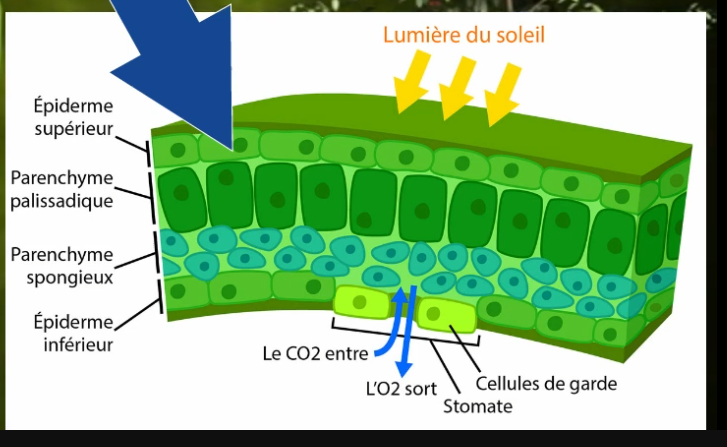 Lumière du soleil
Épiderme
supérieur
Parenchyme
palissadique
Parenchyme
spongieux
Épiderme
inférieur
Le CO2 entre
L'O2 sort
Cellules de garde
Stomate